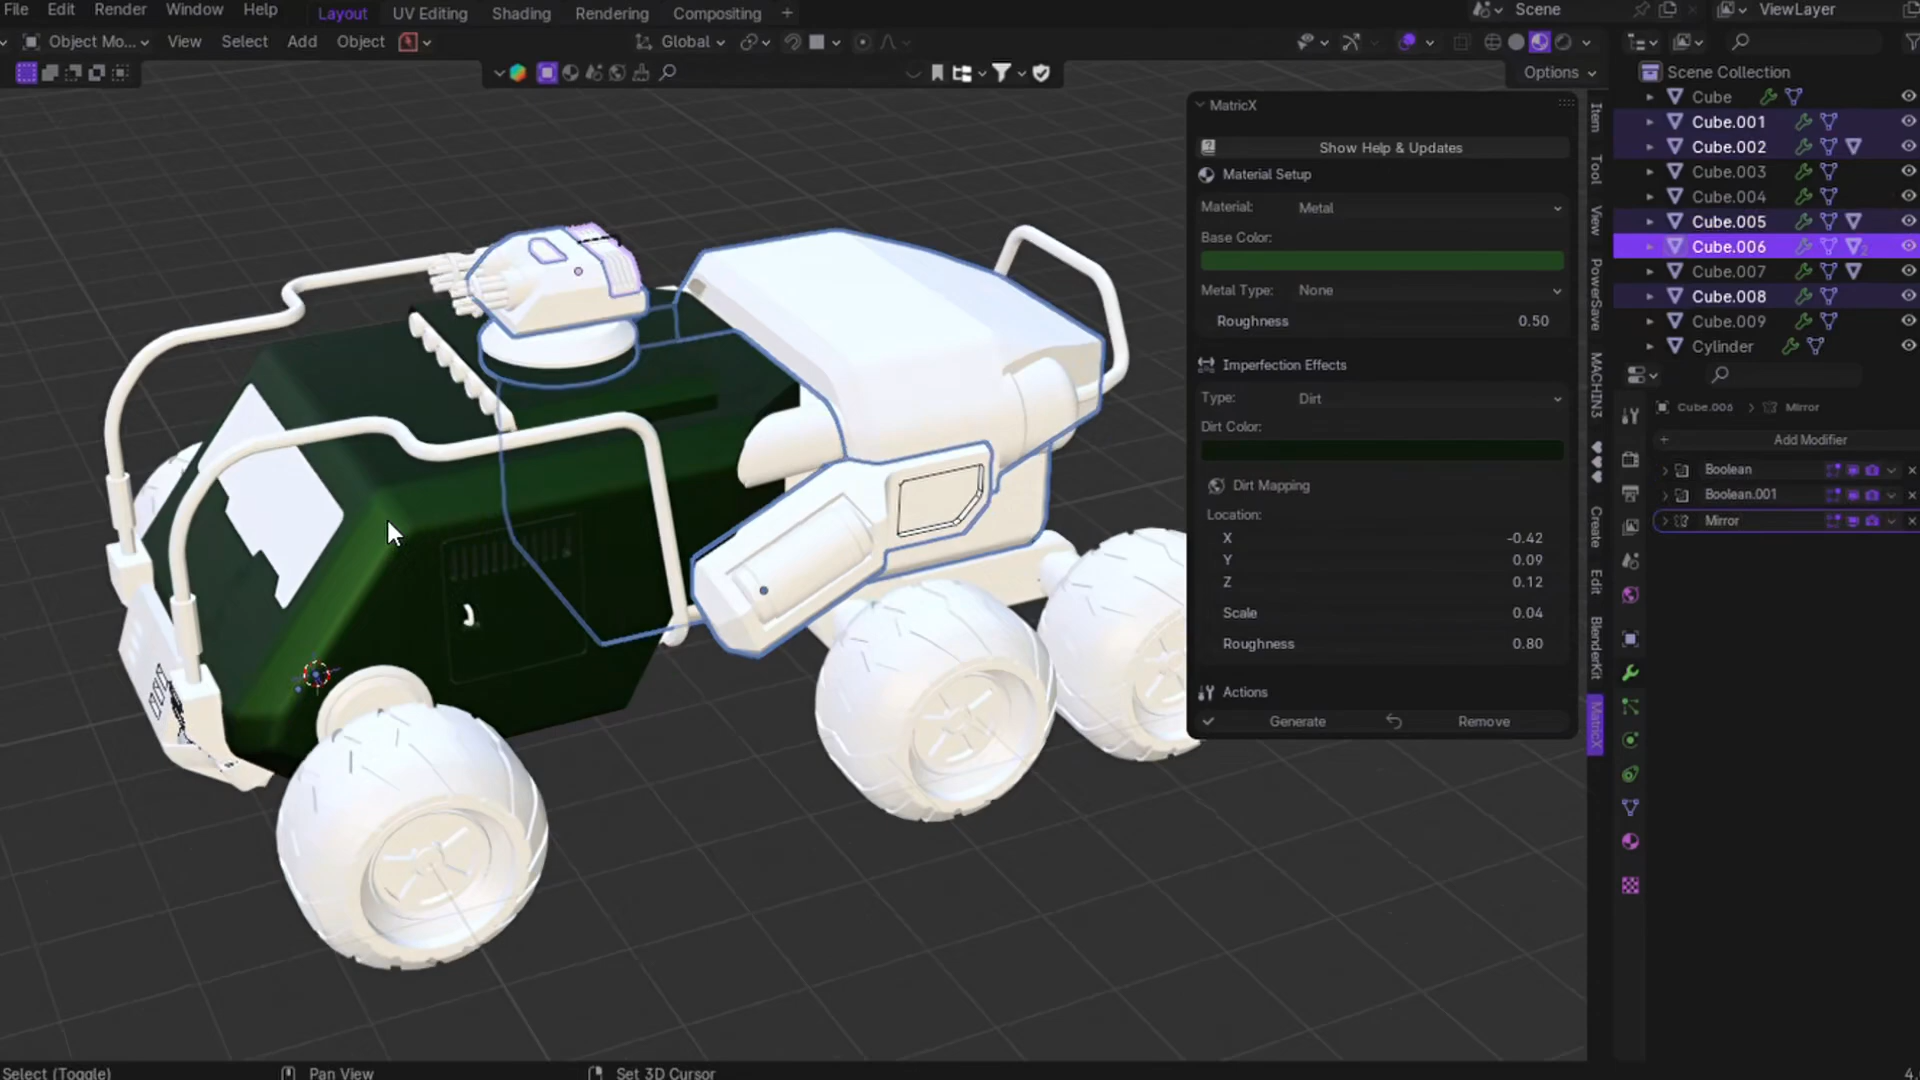 File Edit Render Window Help Layout UV Editing Shading Rendering Compositing + Scene ViewLayer
Object Mo... View Select Add Object Global
Options
Scene Collection
Cube
Cube.001
Cube.002
Cube.003
Cube.004
Cube.005
Cube.006
Cube.007
Cube.008
Cube.009
Cylinder
MatricX
Show Help & Updates
Material Setup
Material: Metal
Base Color:
Metal Type: None
Roughness 0.50
Imperfection Effects
Type: Dirt
Dirt Color:
Dirt Mapping
Location:
X -0.42
Y 0.09
Z 0.12
Scale 0.04
Roughness 0.80
Actions
Generate Remove
Item
Tool
View
PowerSave
MACHIN3
Create
Edit
BlenderKit
MatricX
Cube.006 > Mirror
+ Add Modifier
Boolean
Boolean.001
Mirror
Select (Toggle) Pan View Set 3D Cursor